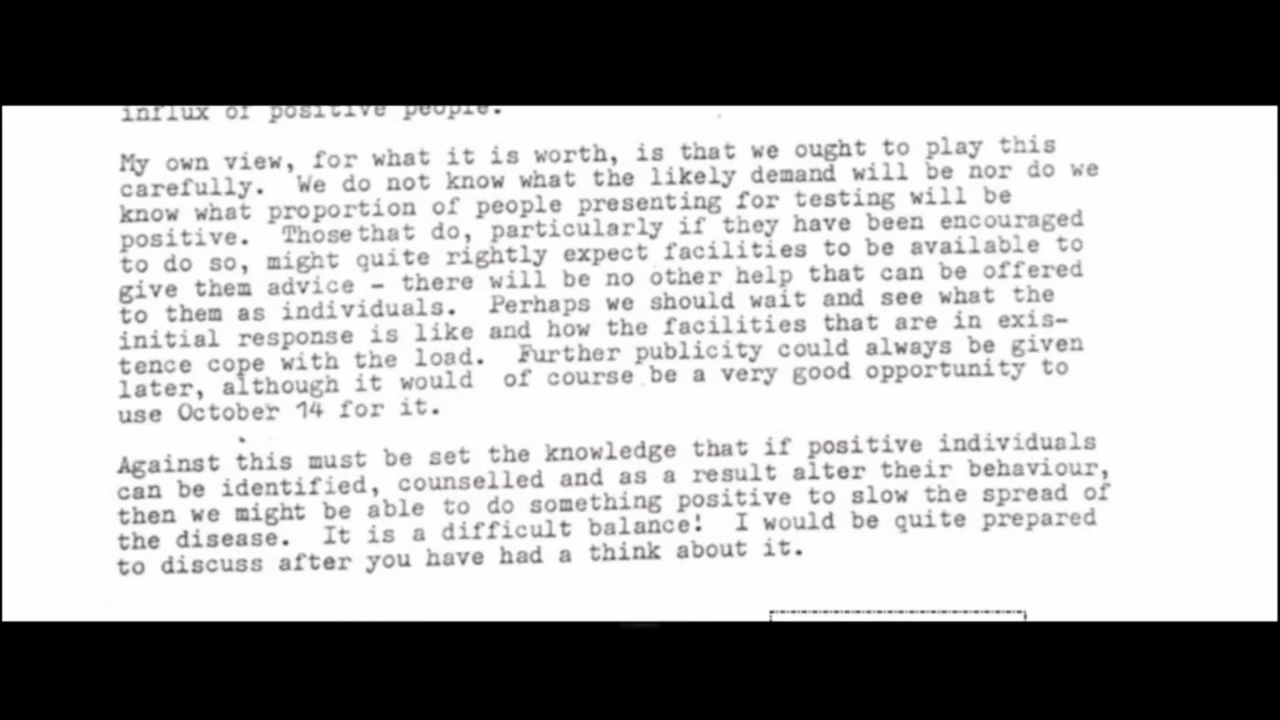 influx of positive people.
My own view, for what it is worth, is that we ought to play this
carefully. We do not know what the likely demand will be nor do we
know what proportion of people presenting for testing will be
positive. Those that do, particularly if they have been encouraged
to do so, might quite rightly expect facilities to be available to
give them advice - there will be no other help that can be offered
to them as individuals. Perhaps we should wait and see what the
initial response is like and how the facilities that are in exis-
tence cope with the load. Further publicity could always be given
later, although it would of course be a very good opportunity to
use October 14 for it.
Against this must be set the knowledge that if positive individuals
can be identified, counselled and as a result alter their behaviour,
then we might be able to do something positive to slow the spread of
the disease. It is a difficult balance! I would be quite prepared
to discuss after you have had a think about it.